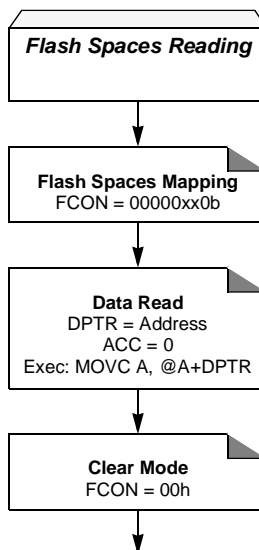 Flash Spaces Reading
Flash Spaces Mapping
FCON = 00000xx0b
Data Read
DPTR = Address
ACC = 0
Exec: MOVC A, @A+DPTR
Clear Mode
FCON = 00h